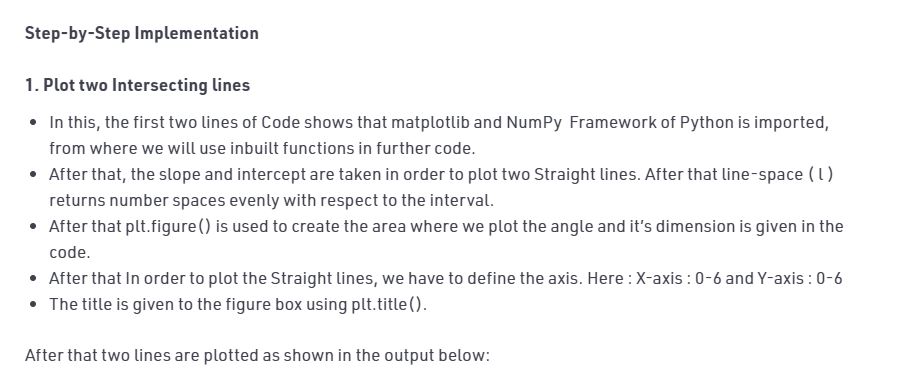 Step-by-Step Implementation
1. Plot two Intersecting lines
• In this, the first two lines of Code shows that matplotlib and NumPy  Framework of Python is imported,
from where we will use inbuilt functions in further code.
• After that, the slope and intercept are taken in order to plot two Straight lines. After that line-space ( l )
returns number spaces evenly with respect to the interval.
• After that plt.figure() is used to create the area where we plot the angle and it’s dimension is given in the
code.
• After that In order to plot the Straight lines, we have to define the axis. Here : X-axis : 0-6 and Y-axis : 0-6
• The title is given to the figure box using plt.title().
After that two lines are plotted as shown in the output below: